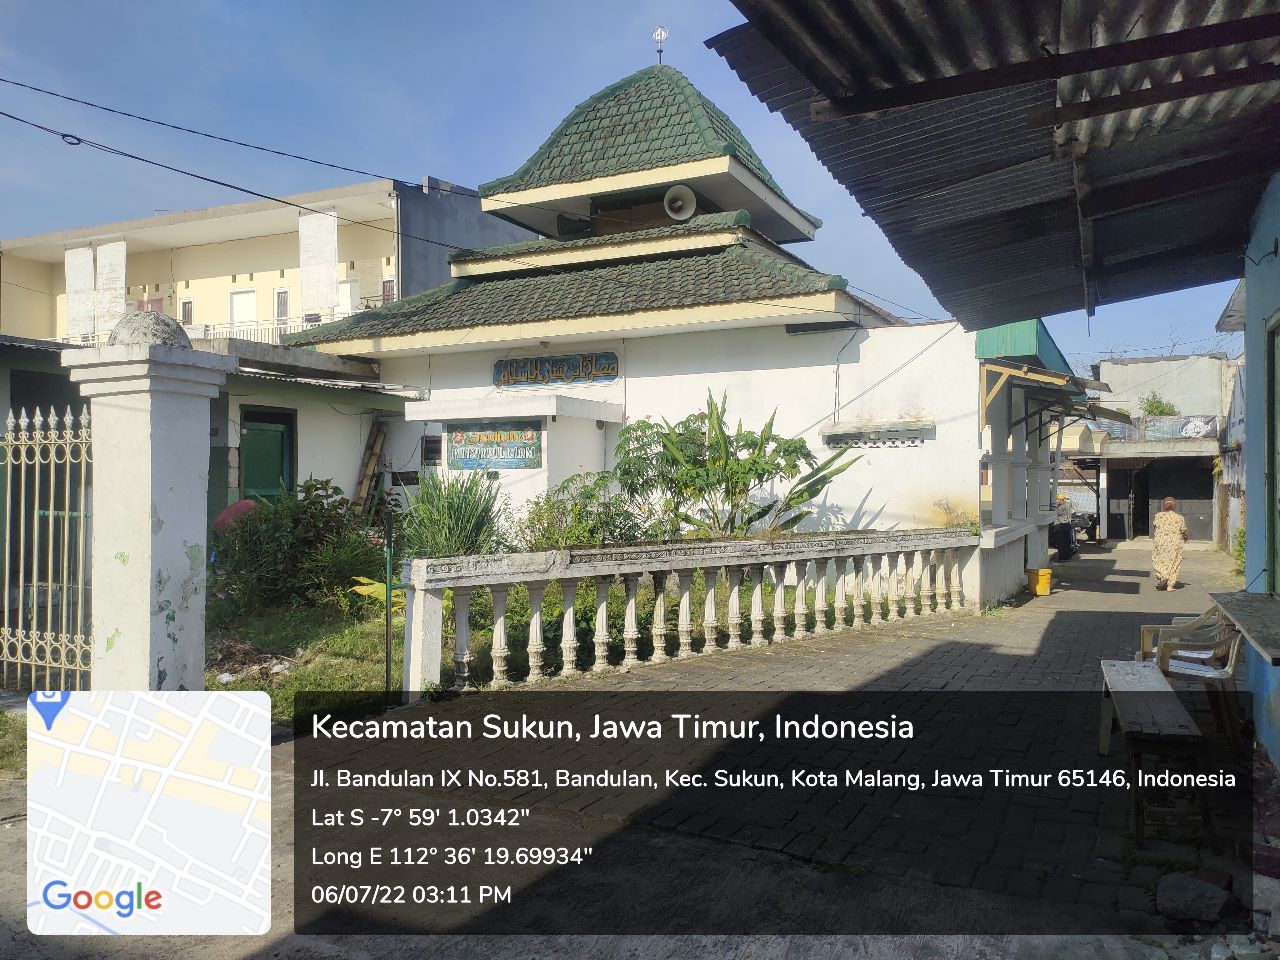 Kecamatan Sukun, Jawa Timur, Indonesia
Jl. Bandulan IX No.581, Bandulan, Kec. Sukun, Kota Malang, Jawa Timur 65146, Indonesia
Lat S -7° 59' 1.0342"
Long E 112° 36' 19.69934"
06/07/22 03:11 PM
Google